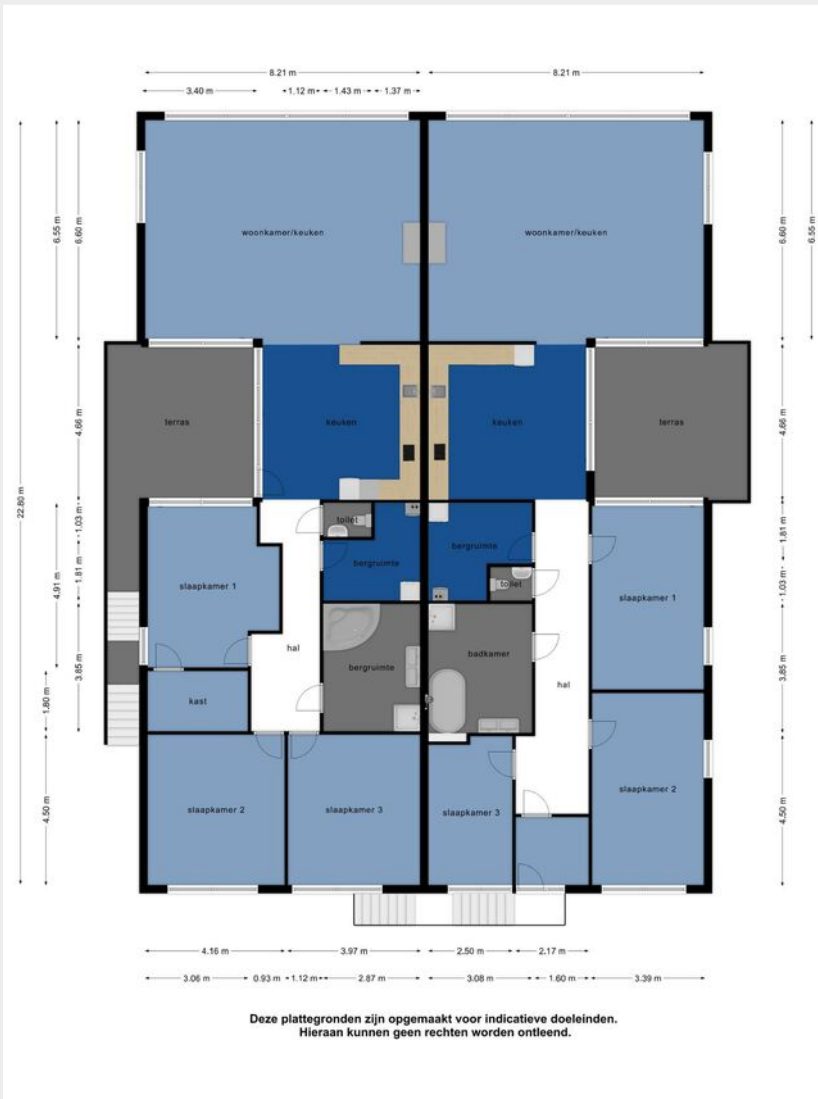 8.21 m 8.21 m
3.40 m 1.12 m 1.43 m 1.37 m
6.55 m
6.60 m
6.60 m
6.55 m
woonkamer/keuken
woonkamer/keuken
22.80 m
4.66 m
terras
keuken
keuken
terras
4.66 m
1.03 m
toilet
bergruimte
bergruimte
1.81 m
4.91 m
1.81 m
slaapkamer 1
toilet
slaapkamer 1
1.03 m
hal
3.85 m
bergruimte
badkamer
3.85 m
hal
1.80 m
kast
4.50 m
slaapkamer 2
slaapkamer 3
slaapkamer 3
slaapkamer 2
4.50 m
4.16 m 3.97 m 2.50 m 2.17 m
3.06 m 0.93 m 1.12 m 2.87 m 3.08 m 1.60 m 3.39 m
Deze plattegronden zijn opgemaakt voor indicatieve doeleinden.
Hieraan kunnen geen rechten worden ontleend.